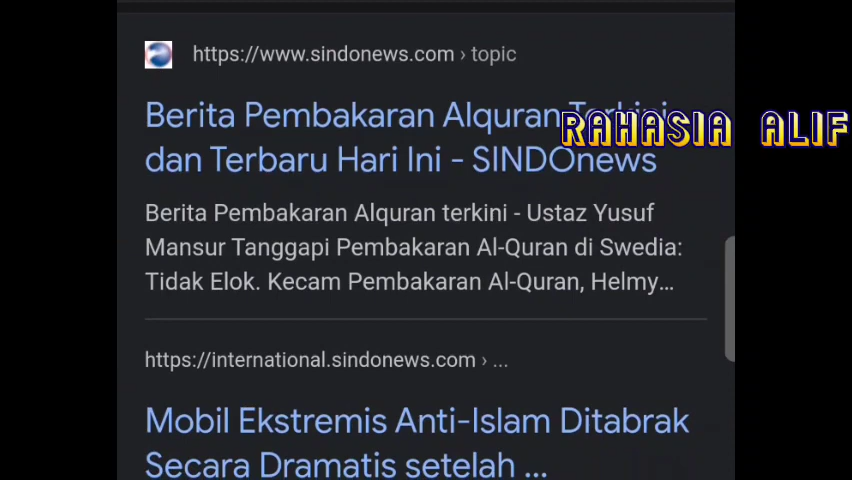 https://www.sindonews.com › topic
Berita Pembakaran Alquran Terkini
dan Terbaru Hari Ini - SINDOnews
RAHASIA ALIF
Berita Pembakaran Alquran terkini - Ustaz Yusuf
Mansur Tanggapi Pembakaran Al-Quran di Swedia:
Tidak Elok. Kecam Pembakaran Al-Quran, Helmy...
https://international.sindonews.com › ...
Mobil Ekstremis Anti-Islam Ditabrak
Secara Dramatis setelah ...